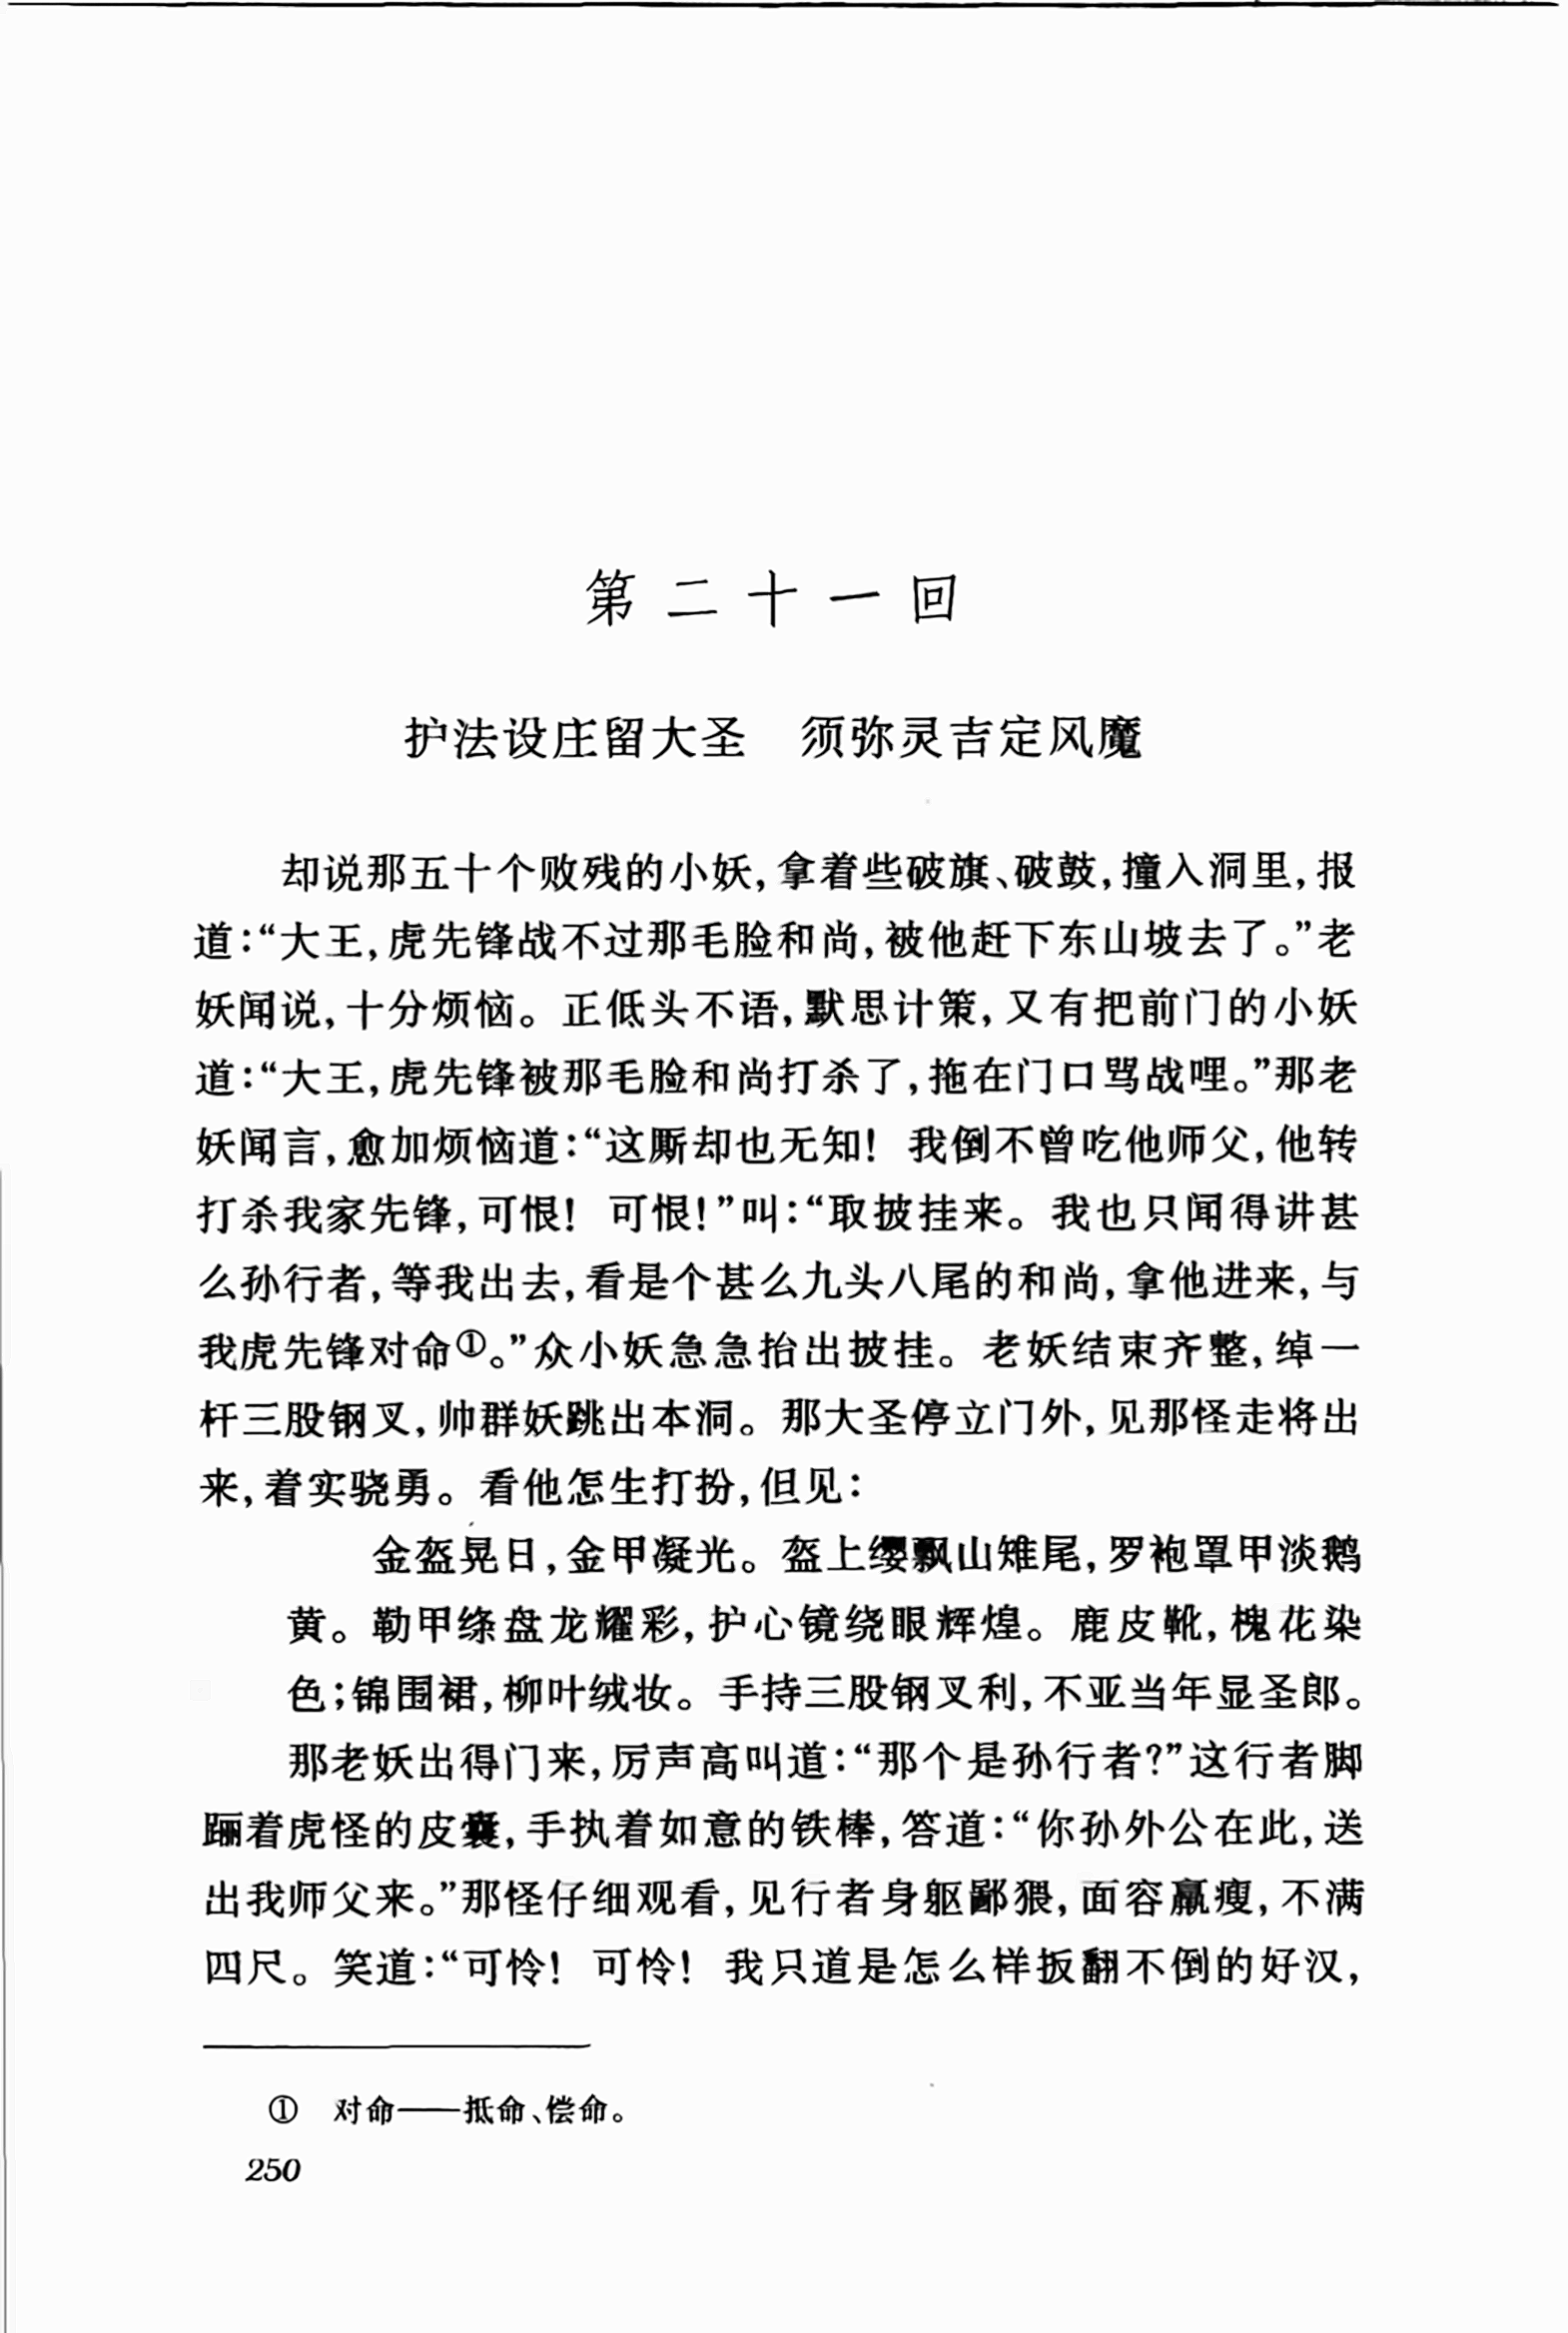 第二十一回
护法设庄留大圣　须弥灵吉定风魔
却说那五十个败残的小妖，拿着些破旗、破鼓，撞入洞里，报
道：“大王，虎先锋战不过那毛脸和尚，被他赶下东山坡去了。”老
妖闻说，十分烦恼。正低头不语，默思计策，又有把前门的小妖
道：“大王，虎先锋被那毛脸和尚打杀了，拖在门口骂战哩。”那老
妖闻言，愈加烦恼道：“这厮却也无知！我倒不曾吃他师父，他转
打杀我家先锋，可恨！可恨！”叫：“取披挂来。我也只闻得讲甚
么孙行者，等我出去，看是个甚么九头八尾的和尚，拿他进来，与
我虎先锋对命①。”众小妖急急抬出披挂。老妖结束齐整，绰一
杆三股钢叉，帅群妖跳出本洞。那大圣停立门外，见那怪走将出
来，着实骁勇。看他怎生打扮，但见：
金盔晃日，金甲凝光。盔上缨飘山雉尾，罗袍罩甲淡鹅
黄。勒甲绦盘龙耀彩，护心镜绕眼辉煌。鹿皮靴，槐花染
色；锦围裙，柳叶绒妆。手持三股钢叉利，不亚当年显圣郎。
那老妖出得门来，厉声高叫道：“那个是孙行者？”这行者脚
𨇽着虎怪的皮囊，手执着如意的铁棒，答道：“你孙外公在此，送
出我师父来。”那怪仔细观看，见行者身躯鄙猥，面容羸瘦，不满
四尺。笑道：“可怜！可怜！我只道是怎么样扳翻不倒的好汉，
①　对命——抵命、偿命。
250